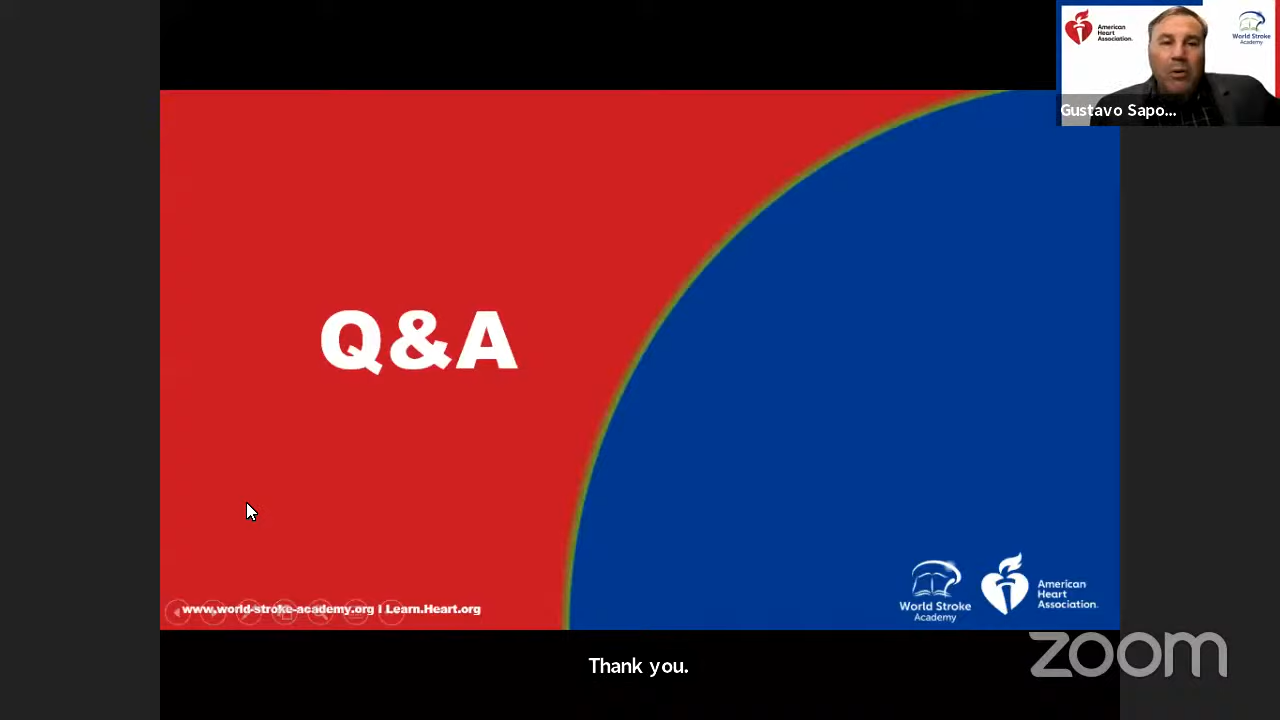 American
Heart
Association.
World Stroke
Academy
Gustavo Sapo...
Q&A
www.world-stroke-academy.org I Learn.Heart.org
World Stroke
Academy
American
Heart
Association.
Thank you.
zoom